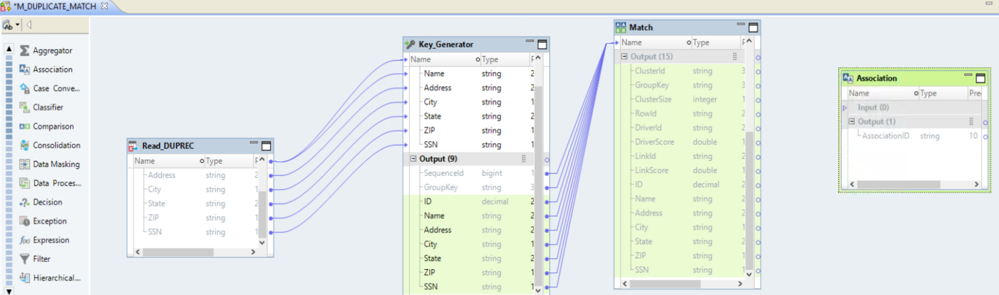 *M_DUPLICATE_MATCH
Ab
Aggregator
Association
Case Conve...
Classifier
Comparison
Consolidation
Data Masking
Data Proces...
Decision
Exception
f(x) Expression
Filter
Hierarchical...
Read_DUPREC
Name Type
Address string 2
City string 1
State string 2
ZIP string 1
SSN string 1
Key_Generator
Name Type
Name string 2
Address string 2
City string 1
State string 2
ZIP string 1
SSN string 1
Output (9)
SequenceId bigint 1
GroupKey string 3
ID decimal 2
Name string 2
Address string 2
City string 1
State string 2
ZIP string 1
SSN string 1
Match
Name Type
Output (15)
ClusterId string 3
GroupKey string 3
ClusterSize integer 1
RowId string 2
DriverId string 2
DriverScore double 1
LinkId string 2
LinkScore double 1
ID decimal 2
Name string 2
Address string 2
City string 1
State string 2
ZIP string 1
SSN string 1
Association
Name Type Pre
Input (0)
Output (1)
AssociationID string 10